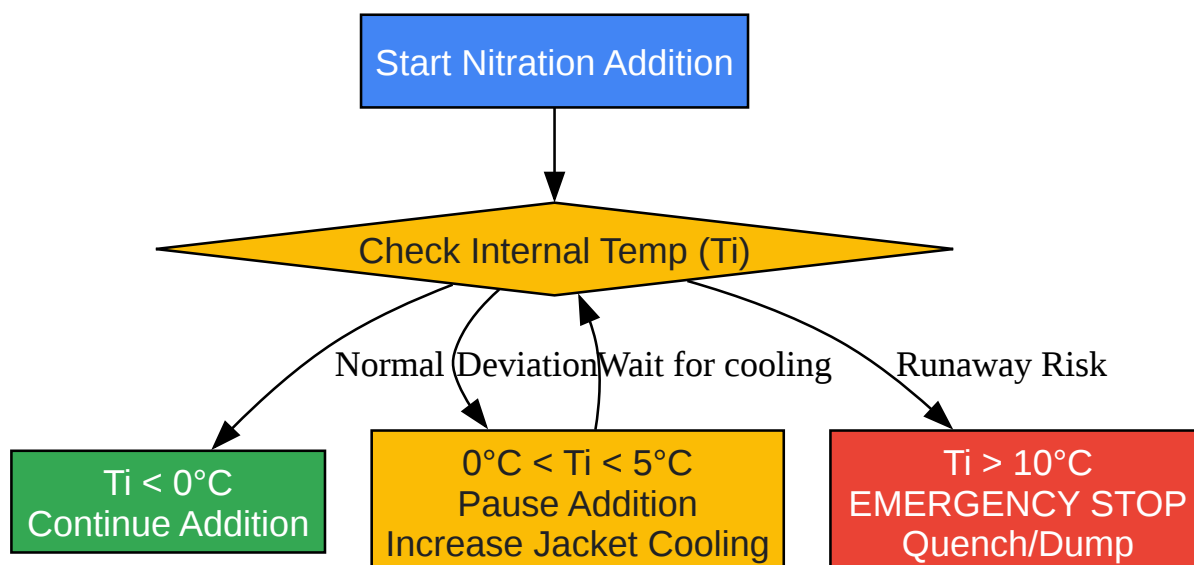 Start Nitration Addition
Check Internal Temp (Ti)
Normal
Deviation
Wait for cooling
Runaway Risk
Ti < 0°C
Continue Addition
0°C < Ti < 5°C
Pause Addition
Increase Jacket Cooling
Ti > 10°C
EMERGENCY STOP
Quench/Dump